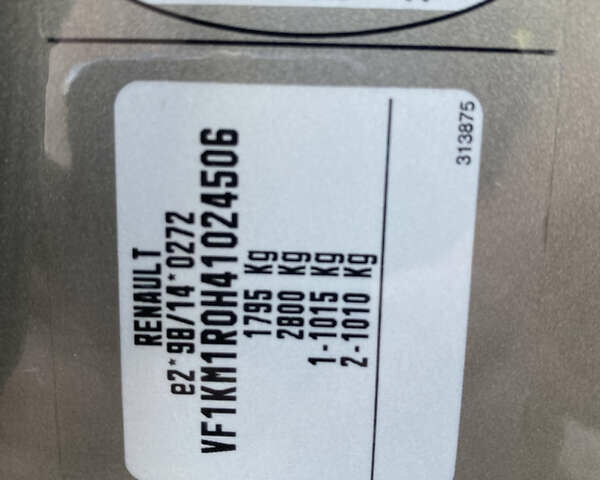 RENAULT
e2*98/14*0272
VF1KM1R0H41024506
1795 Kg
2800 Kg
1-1015 Kg
2-1010 Kg
313875